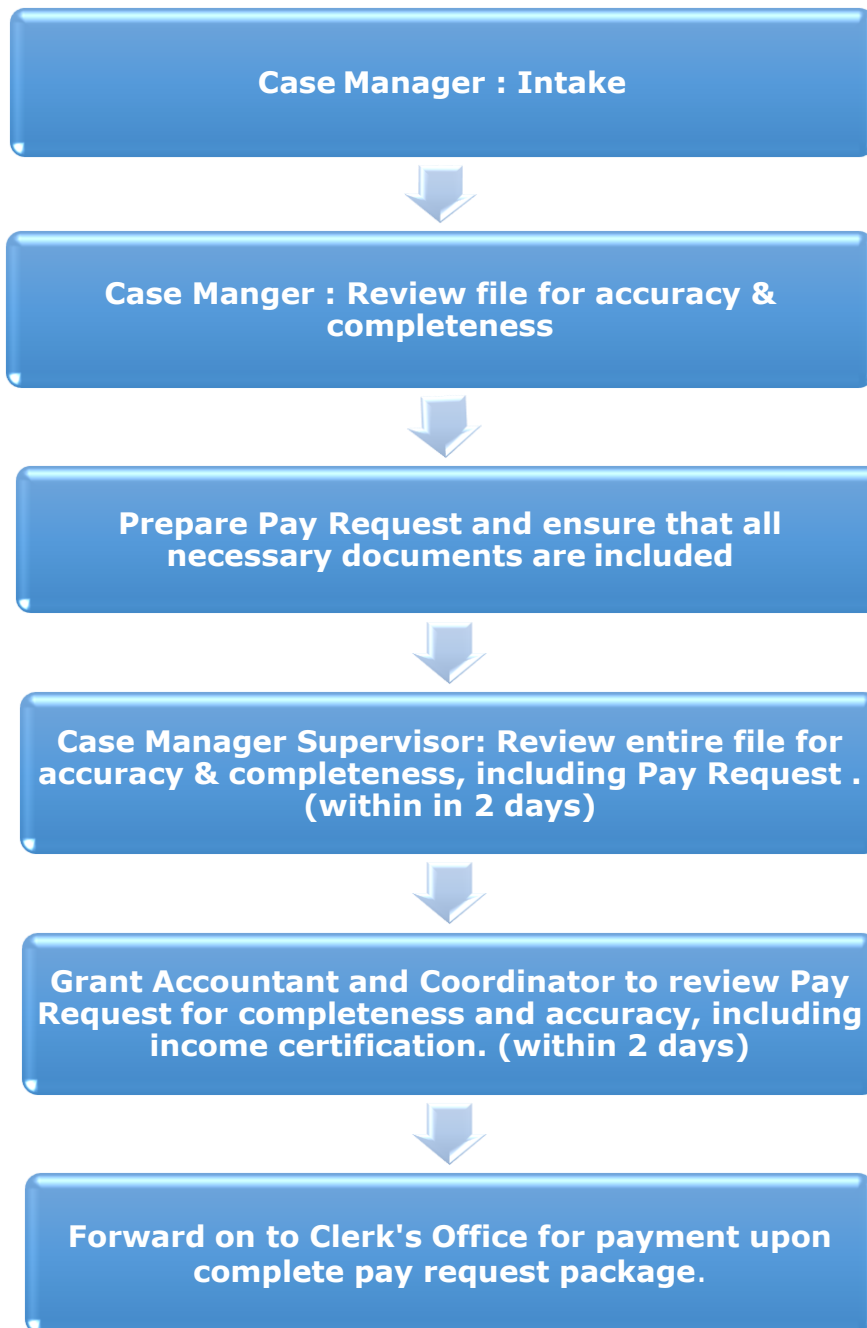 Case Manager : Intake
Case Manger : Review file for accuracy &
completeness
Prepare Pay Request and ensure that all
necessary documents are included
Case Manager Supervisor: Review entire file for
accuracy & completeness, including Pay Request .
(within in 2 days)
Grant Accountant and Coordinator to review Pay
Request for completeness and accuracy, including
income certification. (within 2 days)
Forward on to Clerk's Office for payment upon
complete pay request package.